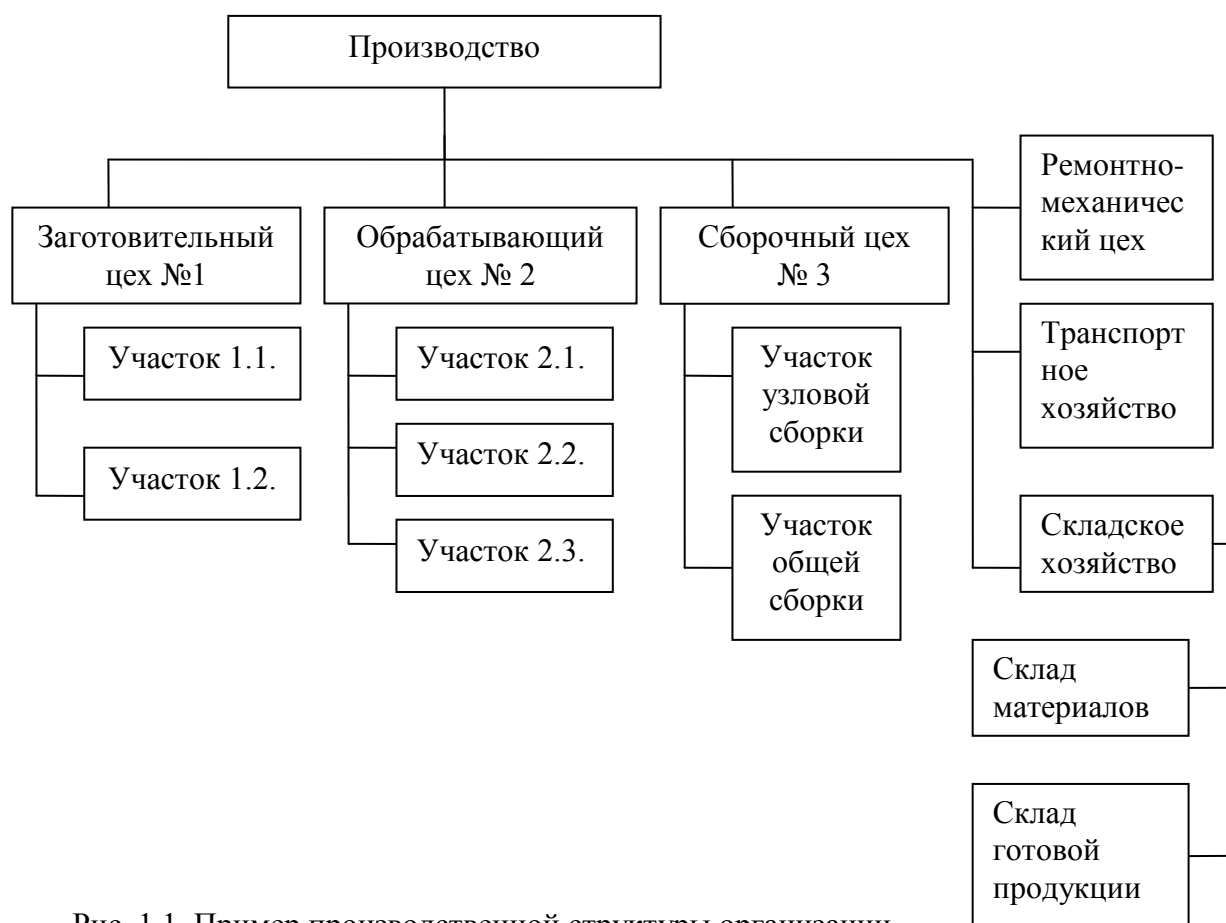 Производство
Заготовительный
цех №1
Участок 1.1.
Участок 1.2.
Обрабатывающий
цех № 2
Участок 2.1.
Участок 2.2.
Участок 2.3.
Сборочный цех
№ 3
Участок
узловой
сборки
Участок
общей
сборки
Ремонтно-
механичес
кий цех
Транспорт
ное
хозяйство
Складское
хозяйство
Склад
материалов
Склад
готовой
продукции
Рис. 1.1. Пример производственной структуры организации